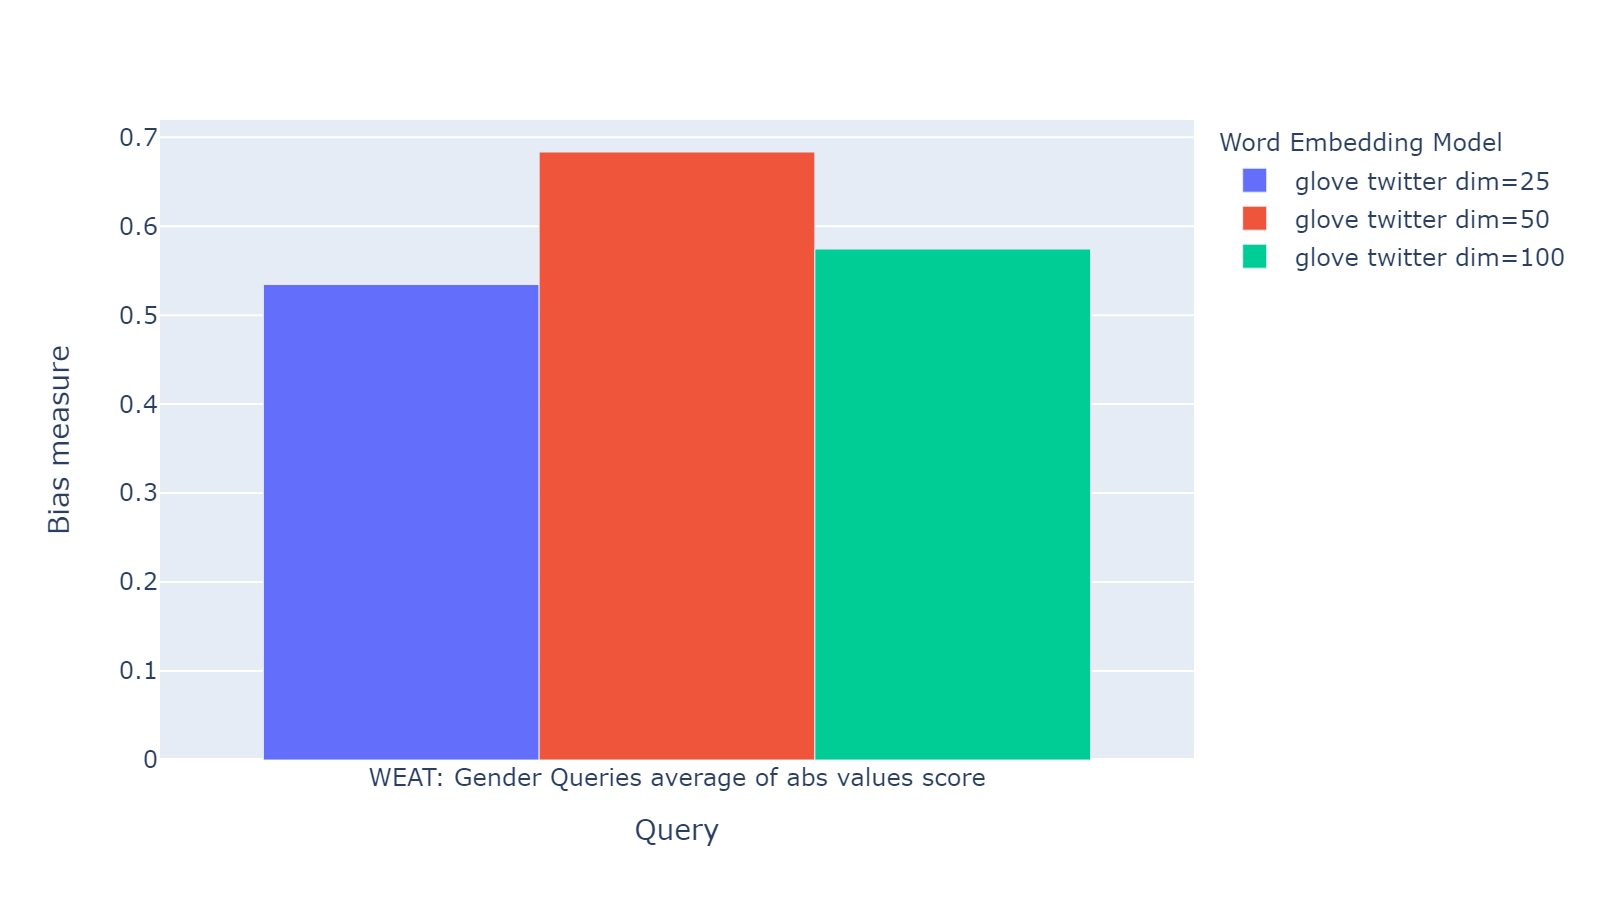 0.7
0.6
0.5
0.4
0.3
0.2
0.1
0
Bias measure
WEAT: Gender Queries average of abs values score
Query
Word Embedding Model
glove twitter dim=25
glove twitter dim=50
glove twitter dim=100